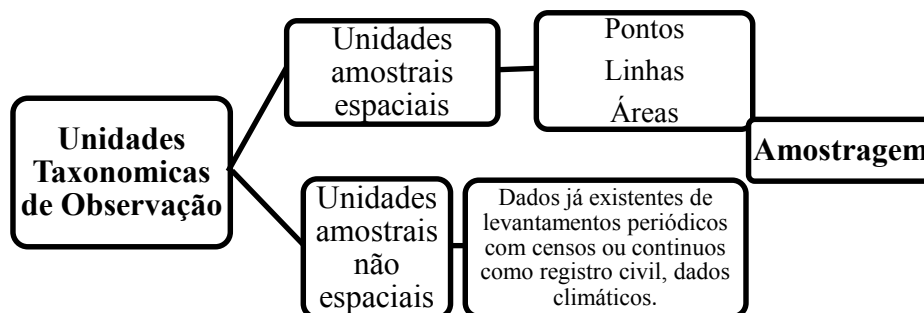 Unidades
Taxonomicas
de Observação
Unidades
amostrais
espaciais
Pontos
Linhas
Áreas
Unidades
amostrais
não
espaciais
Dados já existentes de
levantamentos periódicos
com censos ou continuos
como registro civil, dados
climáticos.
Amostragem